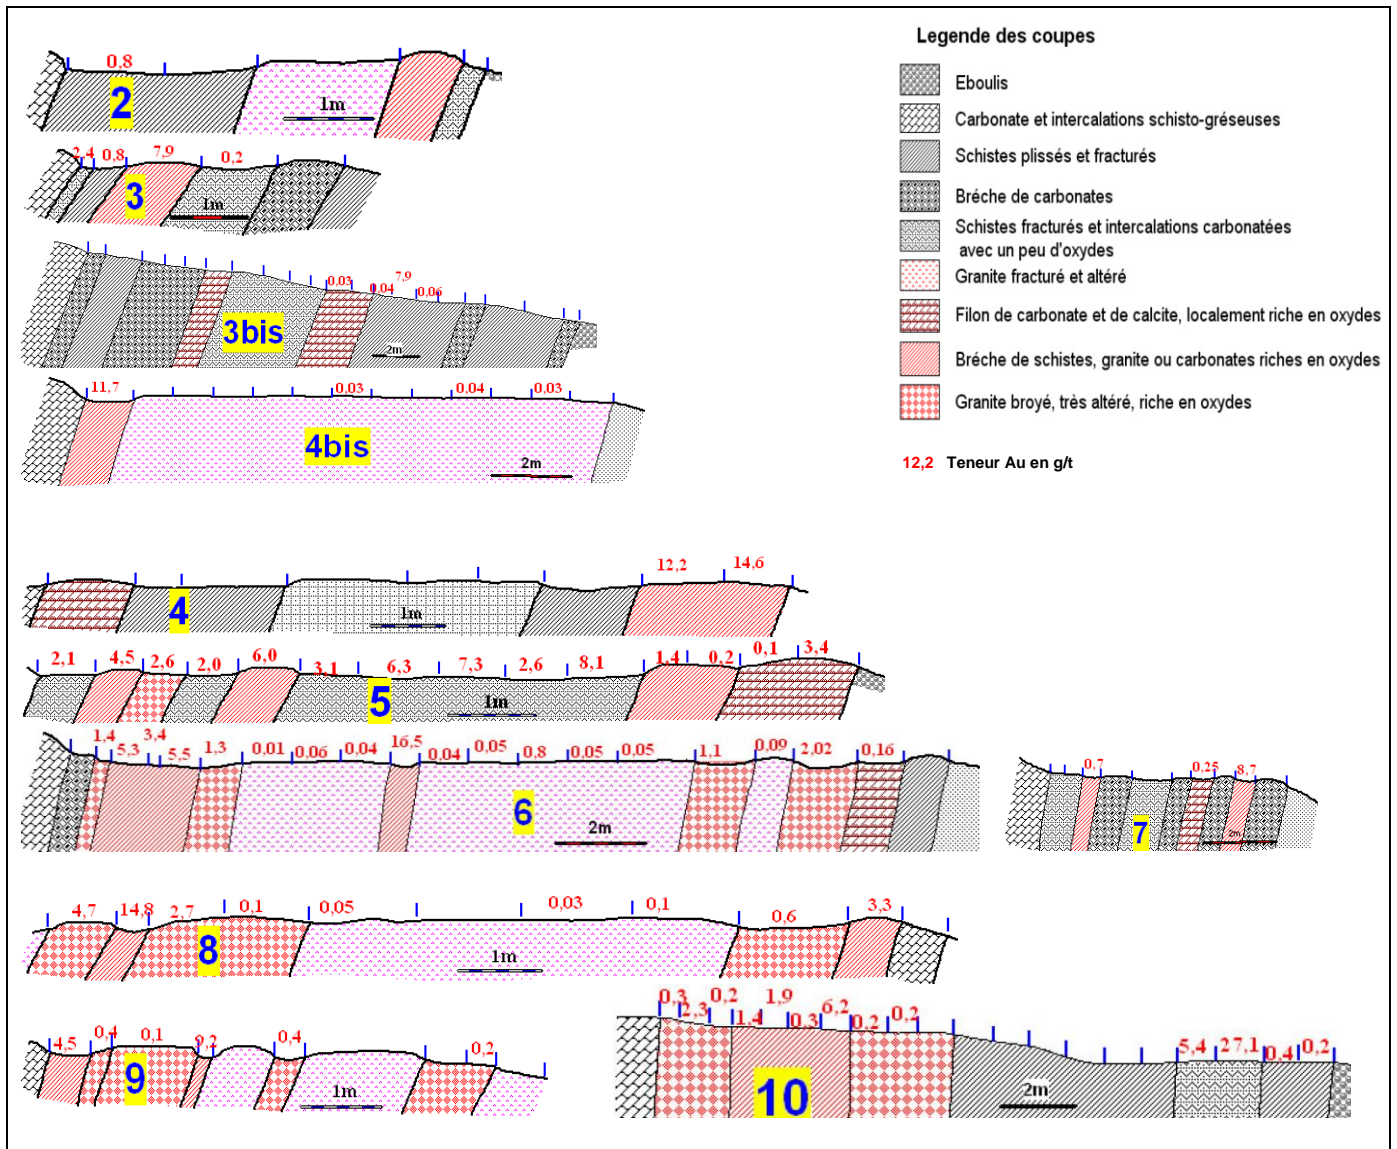 Legende des coupes
Eboulis
Carbonate et intercalations schisto-gréseuses
Schistes plissés et fracturés
Bréche de carbonates
Schistes fracturés et intercalations carbonatées
avec un peu d'oxydes
Granite fracturé et altéré
Filon de carbonate et de calcite, localement riche en oxydes
Bréche de schistes, granite ou carbonates riches en oxydes
Granite broyé, très altéré, riche en oxydes
12,2 Teneur Au en g/t
0,8
2
1m
2,4 0,8 7,9 0,2
3
1m
0,03 0,04 7,9 0,06
3bis
2m
11,7 0,03 0,04 0,03
4bis
2m
12,2 14,6
4
1m
2,1 4,5 2,6 2,0 6,0 3,1 6,3 7,3 2,6 8,1 1,4 0,2 0,1 3,4
5
1m
1,4 5,3 3,4 5,5 1,3 0,01 0,06 0,04 16,5 0,04 0,05 0,8 0,05 0,05 1,1 0,09 2,02 0,16
6
2m
0,7 0,25 8,7
7
2m
4,7 14,8 2,7 0,1 0,05 0,03 0,1 0,6 3,3
8
1m
4,5 0,4 0,1 9,2 0,4 0,2
9
1m
0,3 2,3 0,2 1,4 1,9 0,3 6,2 0,2 0,2 5,4 27,1 0,4 0,2
10
2m